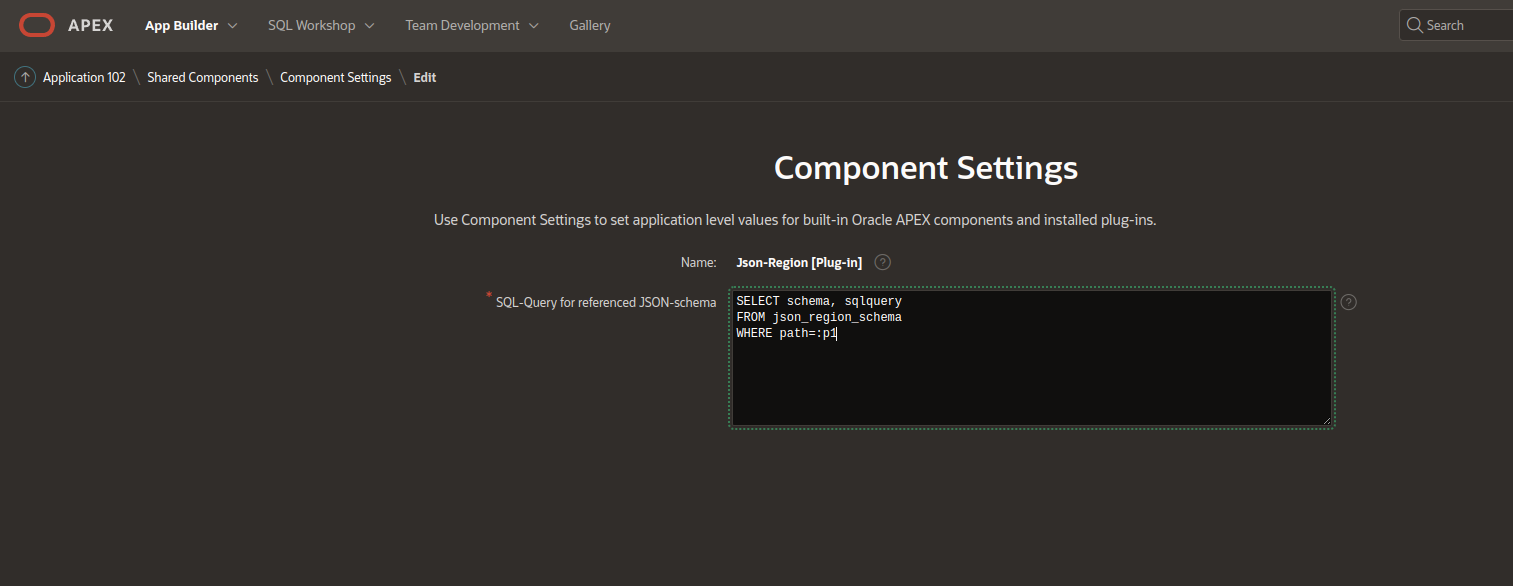 APEX App Builder SQL Workshop Team Development Gallery Search
Application 102 \ Shared Components \ Component Settings \ Edit
Component Settings
Use Component Settings to set application level values for built-in Oracle APEX components and installed plug-ins.
Name: Json-Region [Plug-in] ?
* SQL-Query for referenced JSON-schema ?
SELECT schema, sqlquery
FROM json_region_schema
WHERE path=:p1